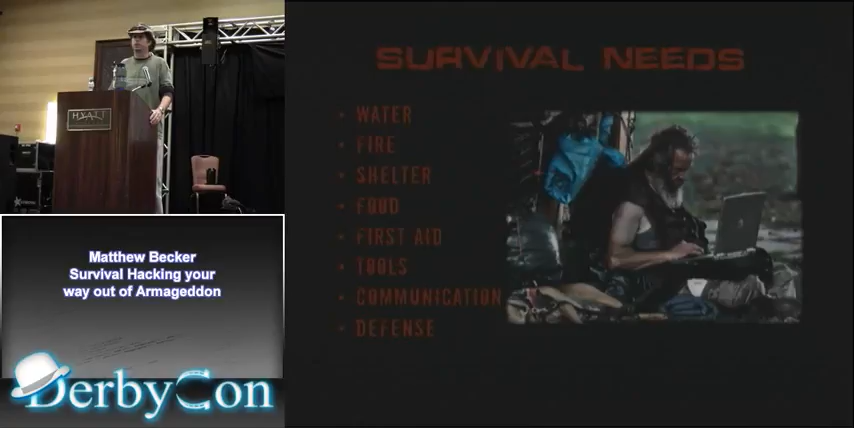 HYATT
SURVIVAL NEEDS
• WATER
• FIRE
• SHELTER
• FOOD
• FIRST AID
• TOOLS
• COMMUNICATION
• DEFENSE
Matthew Becker
Survival Hacking your
way out of Armageddon
DerbyCon